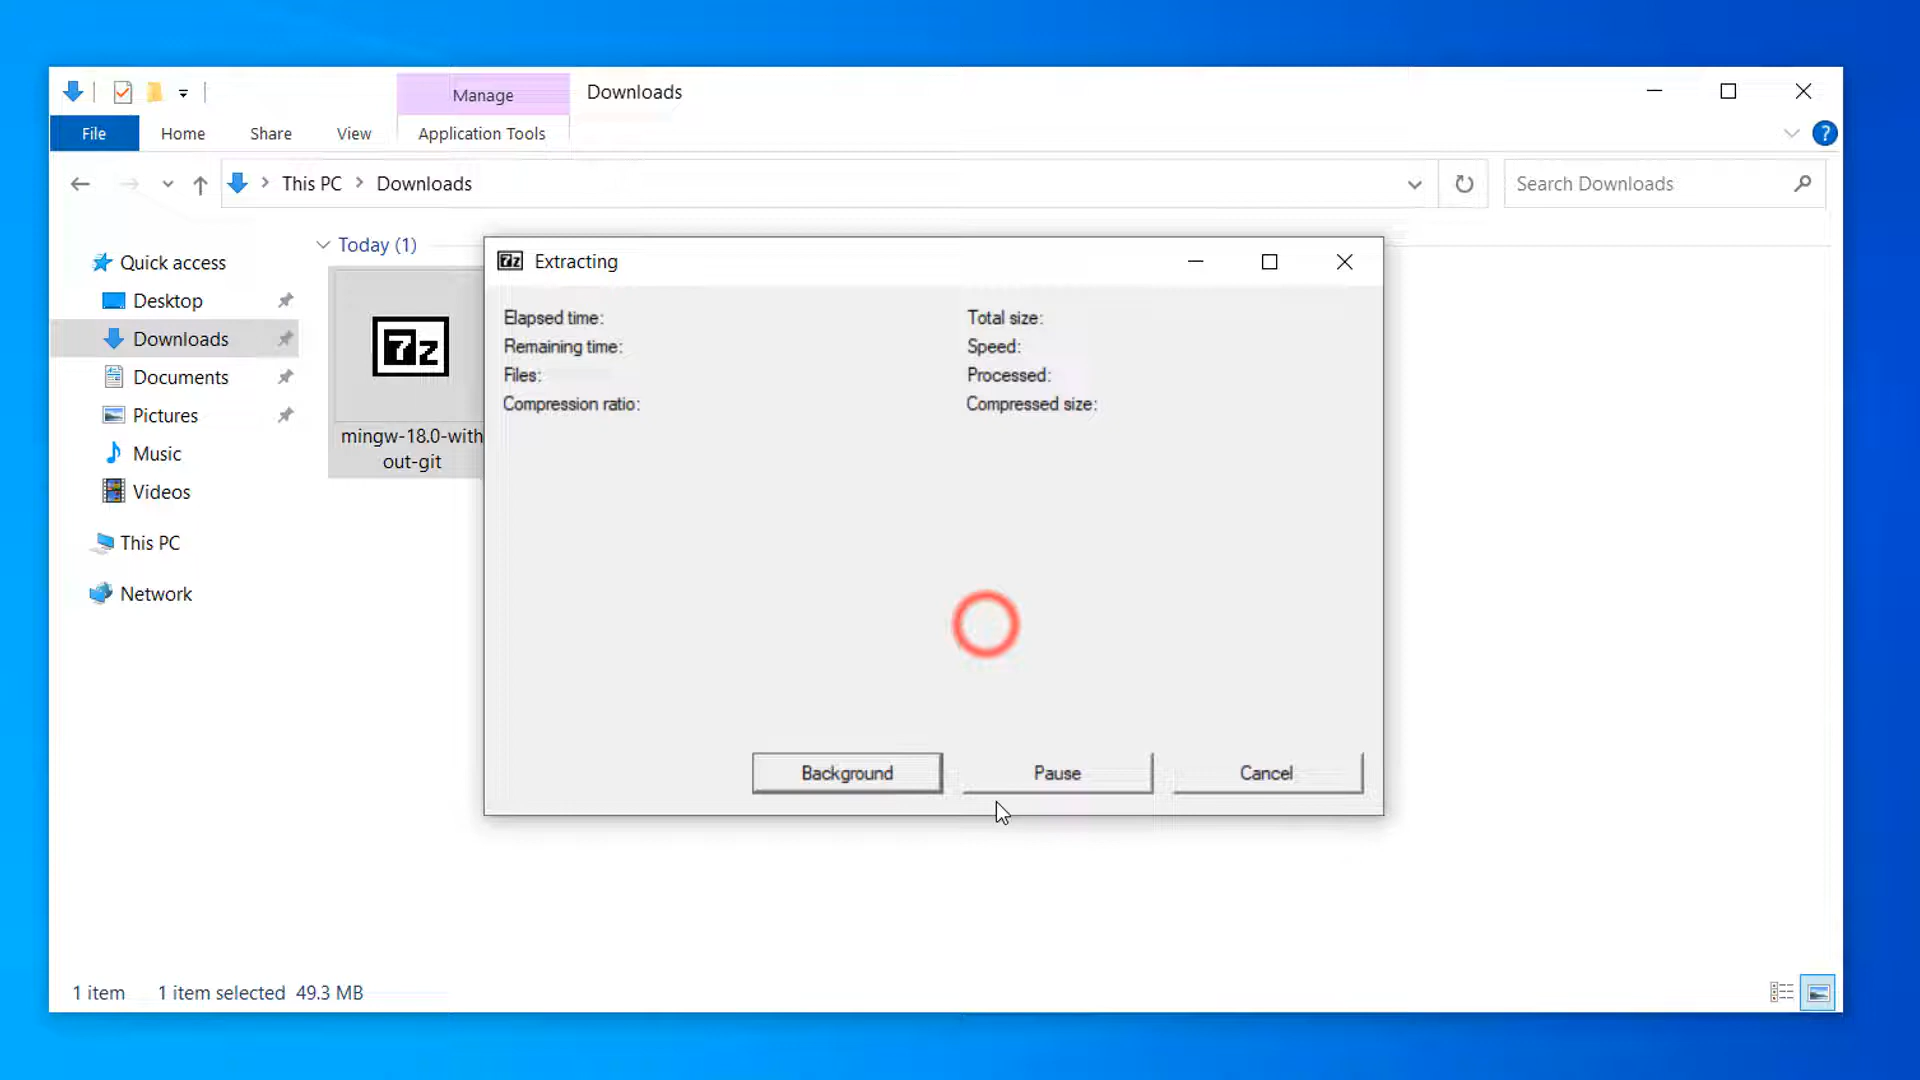 Manage
Downloads
File
Home
Share
View
Application Tools
?
This PC
Downloads
Search Downloads
Quick access
Desktop
Downloads
Documents
Pictures
Music
Videos
This PC
Network
Today (1)
7z
mingw-18.0-with
out-git
7z
Extracting
Elapsed time:
Total size:
Remaining time:
Speed:
Files:
Processed:
Compression ratio:
Compressed size:
Background
Pause
Cancel
1 item
1 item selected 49.3 MB